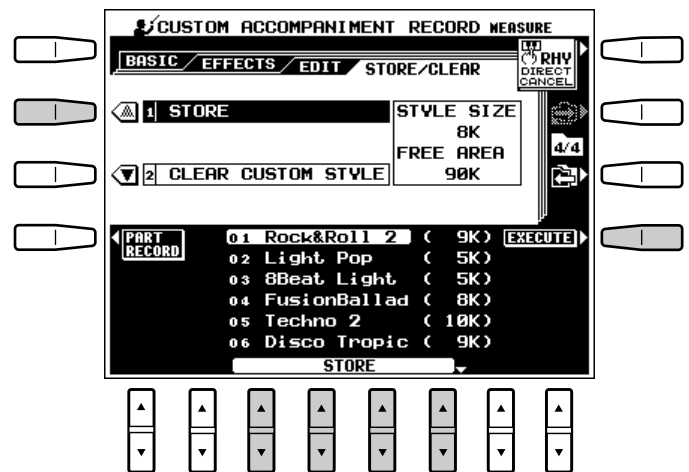 CUSTOM ACCOMPANIMENT RECORD MEASURE
BASIC EFFECTS EDIT STORE/CLEAR
RHY
DIRECT
CANCEL
1 STORE
STYLE SIZE
8K
FREE AREA
90K
4/4
2 CLEAR CUSTOM STYLE
PART
RECORD
EXECUTE
01 Rock&Roll 2 ( 9K)
02 Light Pop ( 5K)
03 8Beat Light ( 5K)
04 FusionBallad ( 8K)
05 Techno 2 ( 10K)
06 Disco Tropic ( 9K)
STORE